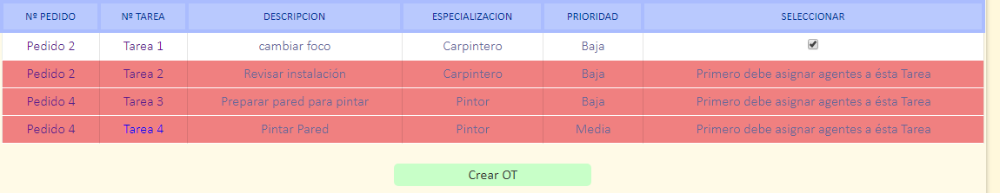 Nº PEDIDO Nº TAREA DESCRIPCION ESPECIALIZACION PRIORIDAD SELECCIONAR
Pedido 2 Tarea 1 cambiar foco Carpintero Baja
Pedido 2 Tarea 2 Revisar instalación Carpintero Baja Primero debe asignar agentes a ésta Tarea
Pedido 4 Tarea 3 Preparar pared para pintar Pintor Baja Primero debe asignar agentes a ésta Tarea
Pedido 4 Tarea 4 Pintar Pared Pintor Media Primero debe asignar agentes a ésta Tarea
Crear OT